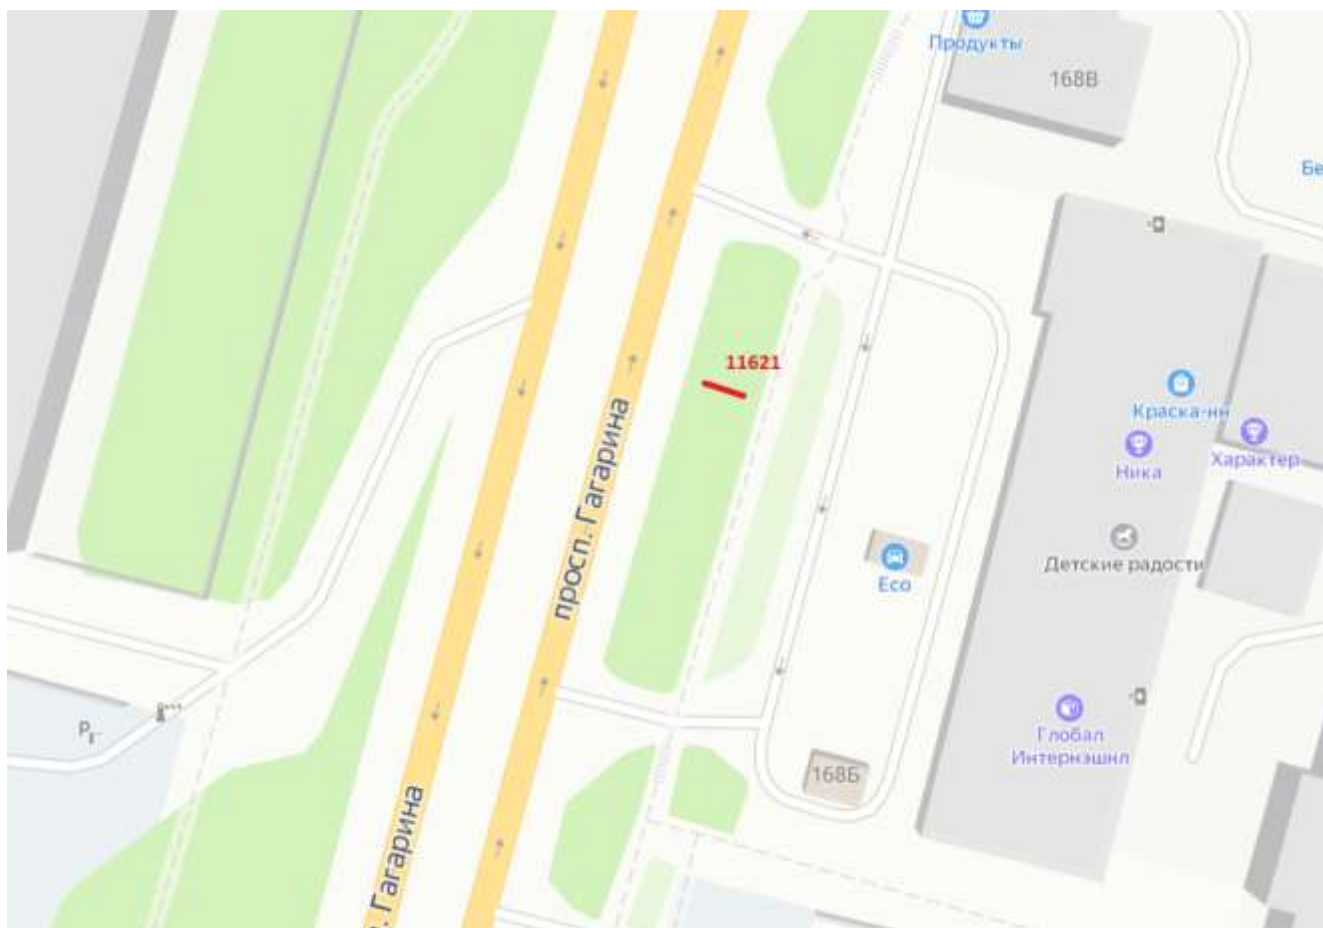 Продукты
168В
Бе
11621
просп. Гагарина
Краска-нн
Ника
Характер
Детские радости
Eco
P
Глобал
Интернэшнл
168Б
. Гагарина